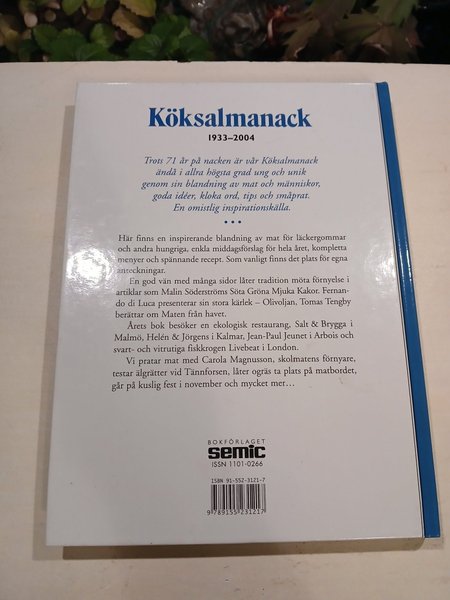 Köksalmanack
1933–2004
Trots 71 år på nacken är vår Köksalmanack
ändå i allra högsta grad ung och unik
genom sin blandning av mat och människor,
goda idéer, kloka ord, tips och småprat.
En omistlig inspirationskälla.
• • •
Här finns en inspirerande blandning av mat för läckergommar
och andra hungriga, enkla middagsförslag för hela året, kompletta
menyer och spännande recept. Som vanligt finns det plats för egna
anteckningar.
En god vän med många sidor låter tradition möta förnyelse i
artiklar som Malin Söderströms Söta Gröna Mjuka Kakor. Fernan-
do di Luca presenterar sin stora kärlek – Olivoljan, Tomas Tengby
berättar om Maten från havet.
Årets bok besöker en ekologisk restaurang, Salt & Brygga i
Malmö, Helén & Jörgens i Kalmar, Jean-Paul Jeunet i Arbois och
svart- och vitrutiga fiskkrogen Livebeat i London.
Vi pratar mat med Carola Magnusson, skolmatens förnyare,
testar älgrätter vid Tännforsen, låter ogräs ta plats på matbordet,
går på kuslig fest i november och mycket mer…
BOKFÖRLAGET
semic
ISSN 1101-0266
ISBN 91-552-3121-7
9 789155 231217